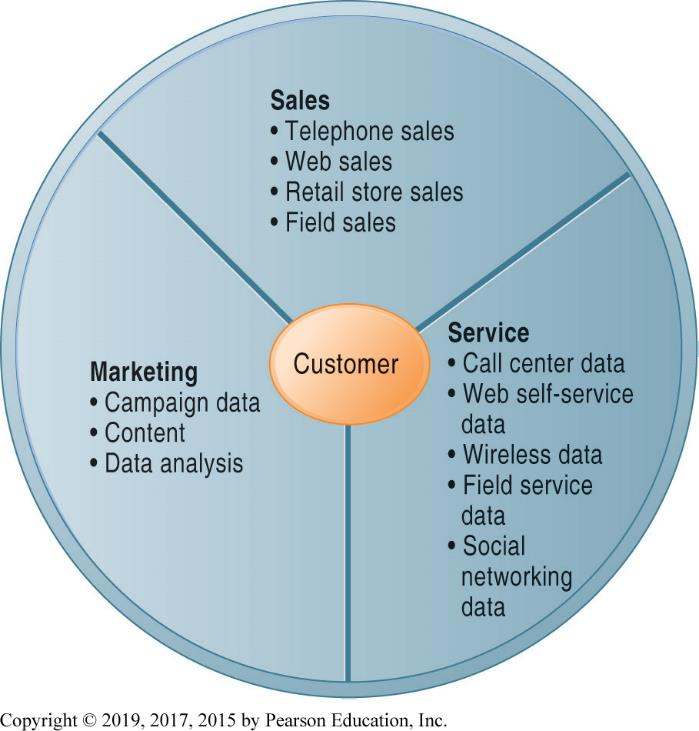 Sales
• Telephone sales
• Web sales
• Retail store sales
• Field sales
Customer
Marketing
• Campaign data
• Content
• Data analysis
Service
• Call center data
• Web self-service
data
• Wireless data
• Field service
data
• Social
networking
data
Copyright © 2019, 2017, 2015 by Pearson Education, Inc.